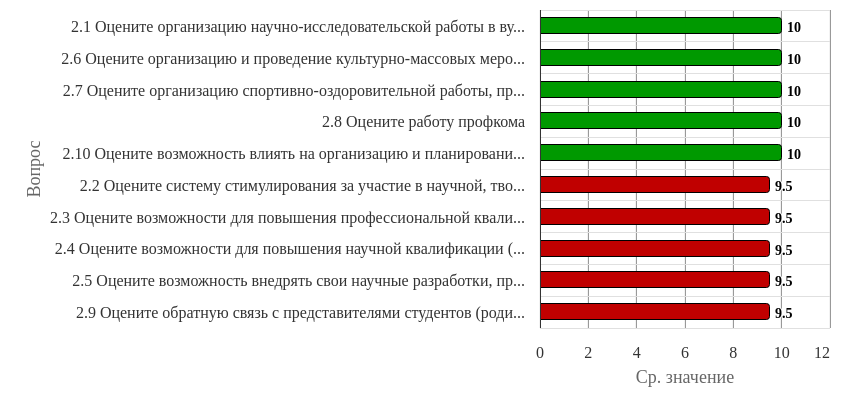 2.1 Оцените организацию научно-исследовательской работы в ву... 10
2.6 Оцените организацию и проведение культурно-массовых меро... 10
2.7 Оцените организацию спортивно-оздоровительной работы, пр... 10
2.8 Оцените работу профкома 10
2.10 Оцените возможность влиять на организацию и планировани... 10
2.2 Оцените систему стимулирования за участие в научной, тво... 9.5
2.3 Оцените возможности для повышения профессиональной квали... 9.5
2.4 Оцените возможности для повышения научной квалификации (... 9.5
2.5 Оцените возможность внедрять свои научные разработки, пр... 9.5
2.9 Оцените обратную связь с представителями студентов (роди... 9.5
Вопрос
0 2 4 6 8 10 12
Ср. значение